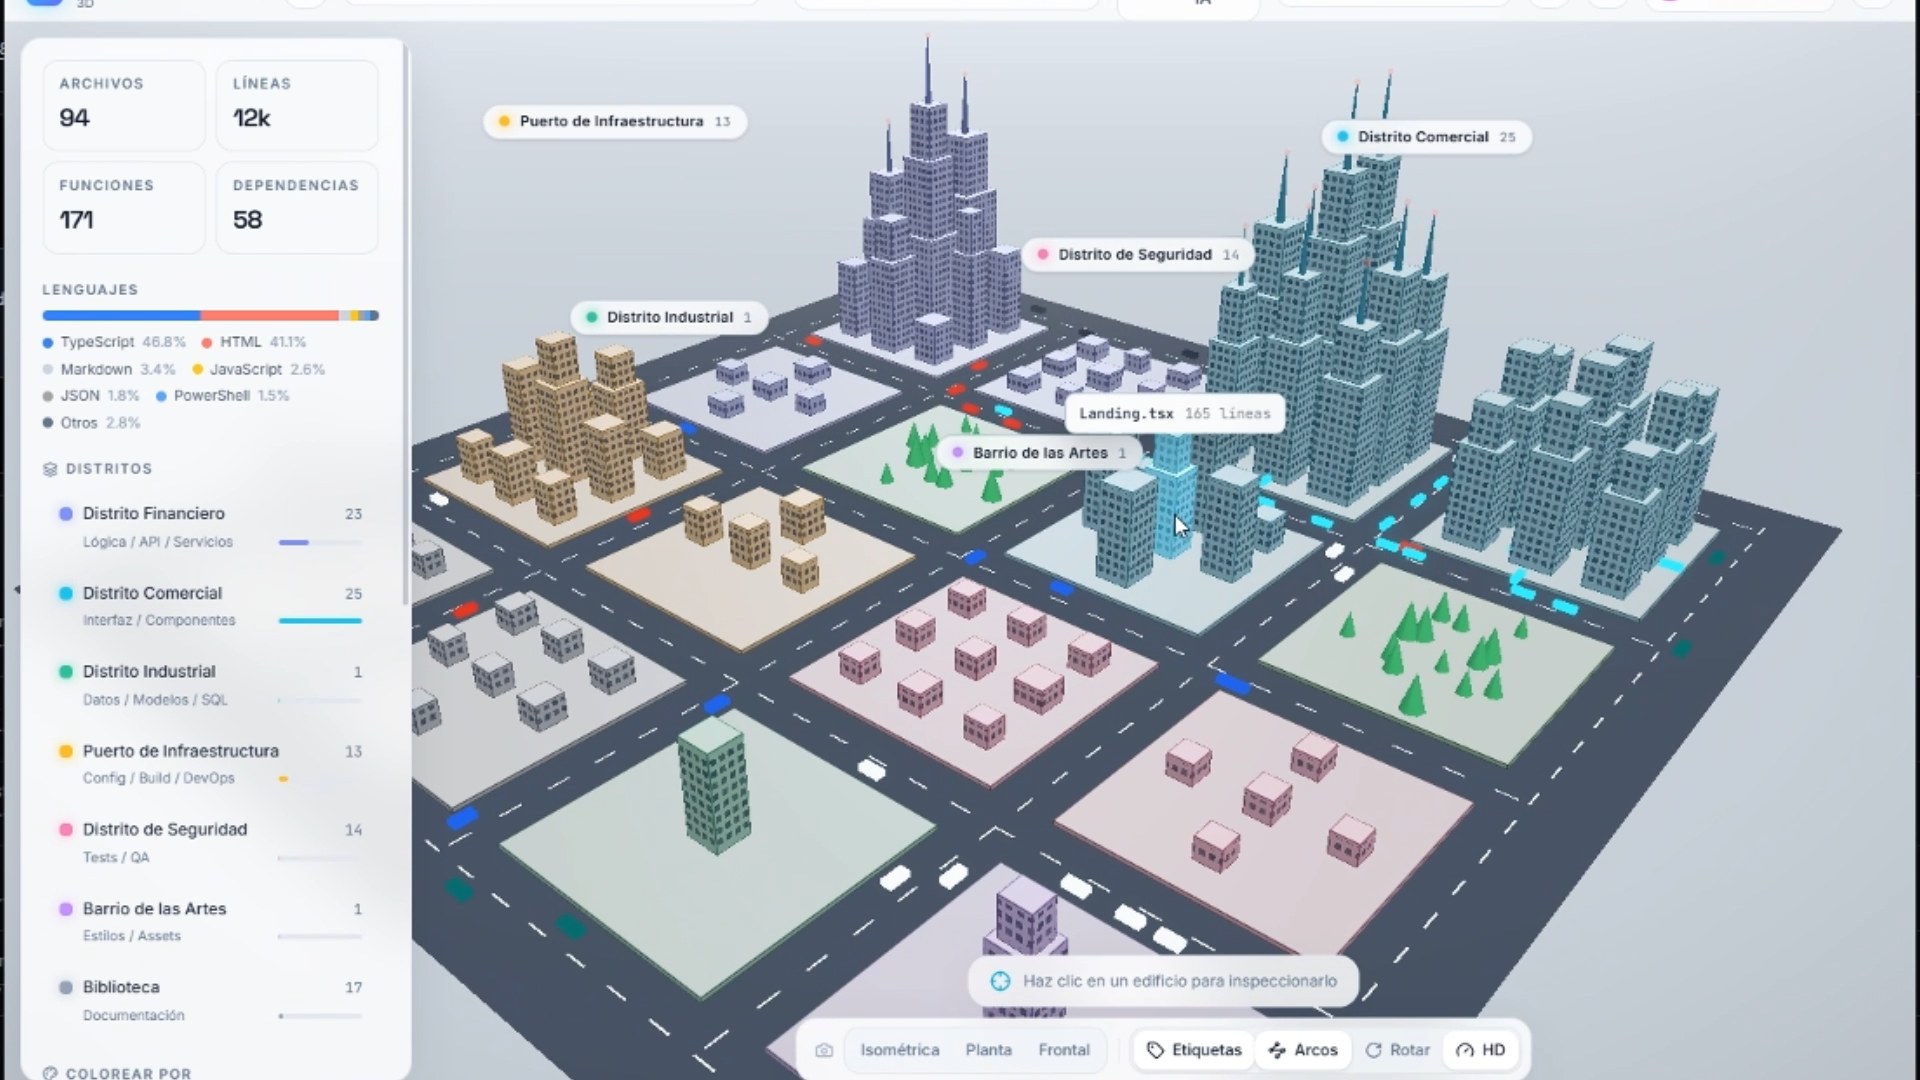 3D
IA
ARCHIVOS
94
LÍNEAS
12k
FUNCIONES
171
DEPENDENCIAS
58
LENGUAJES
TypeScript 46.8% HTML 41.1%
Markdown 3.4% JavaScript 2.6%
JSON 1.8% PowerShell 1.5%
Otros 2.8%
DISTRITOS
Distrito Financiero 23
Lógica / API / Servicios
Distrito Comercial 25
Interfaz / Componentes
Distrito Industrial 1
Datos / Modelos / SQL
Puerto de Infraestructura 13
Config / Build / DevOps
Distrito de Seguridad 14
Tests / QA
Barrio de las Artes 1
Estilos / Assets
Biblioteca 17
Documentación
COLOREAR POR
Puerto de Infraestructura 13
Distrito Comercial 25
Distrito de Seguridad 14
Distrito Industrial 1
Landing.tsx 165 líneas
Barrio de las Artes 1
Haz clic en un edificio para inspeccionarlo
Isométrica Planta Frontal Etiquetas Arcos Rotar HD